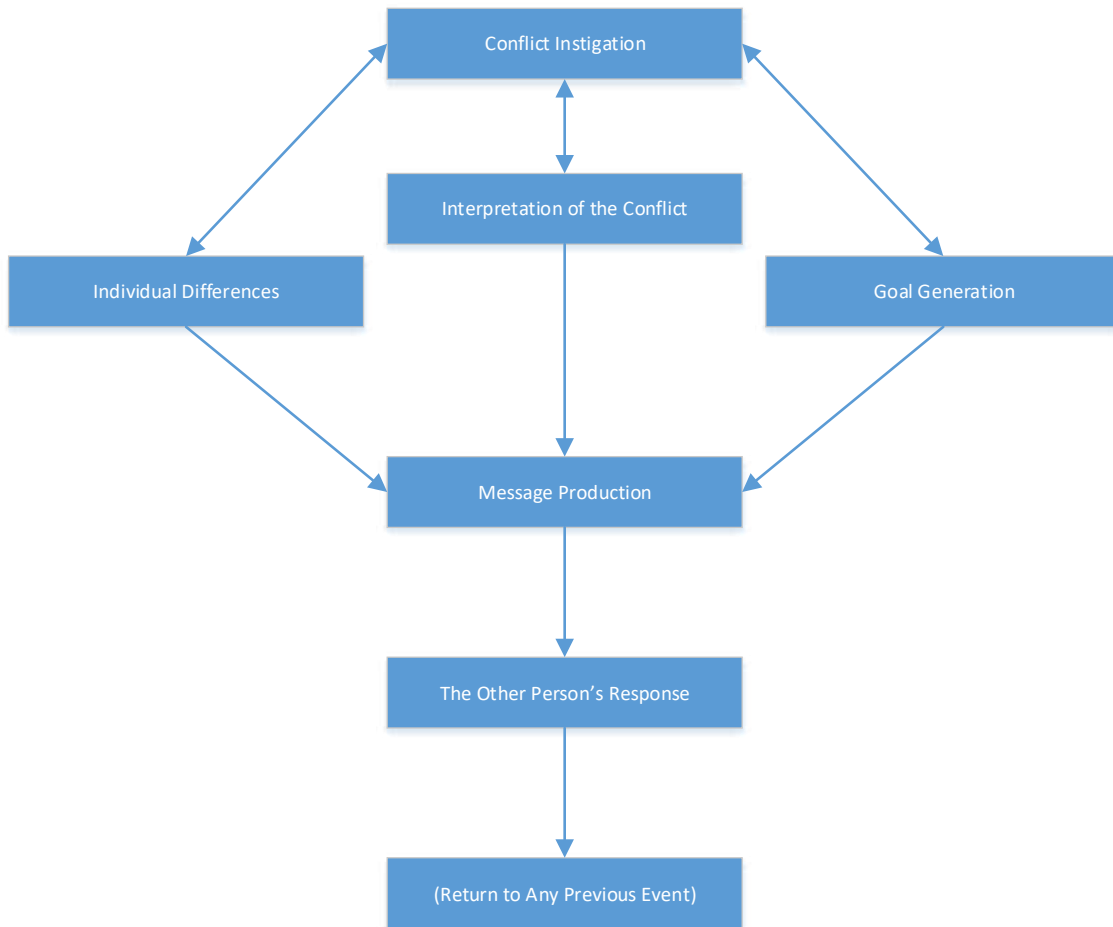 Conflict Instigation
Interpretation of the Conflict
Individual Differences
Goal Generation
Message Production
The Other Person’s Response
(Return to Any Previous Event)